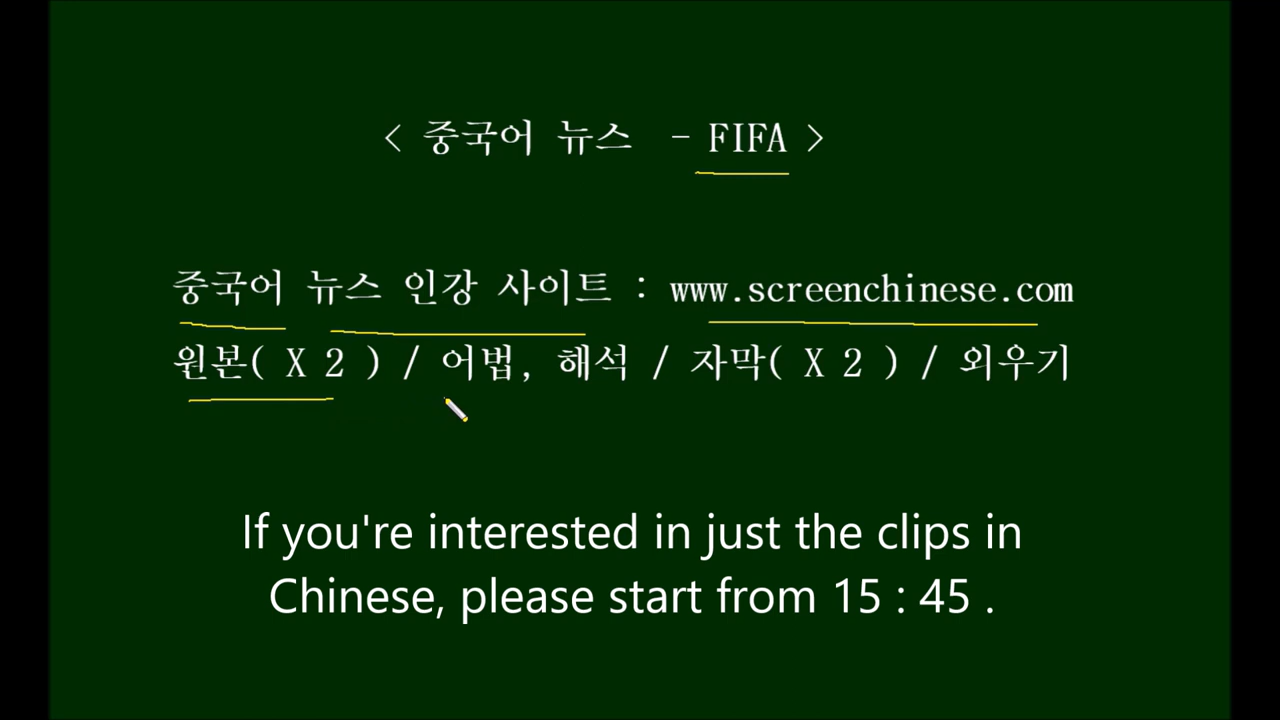 < 중국어 뉴스 - FIFA >
중국어 뉴스 인강 사이트 : www.screenchinese.com
원본( X 2 ) / 어법, 해석 / 자막( X 2 ) / 외우기
If you're interested in just the clips in
Chinese, please start from 15 : 45 .